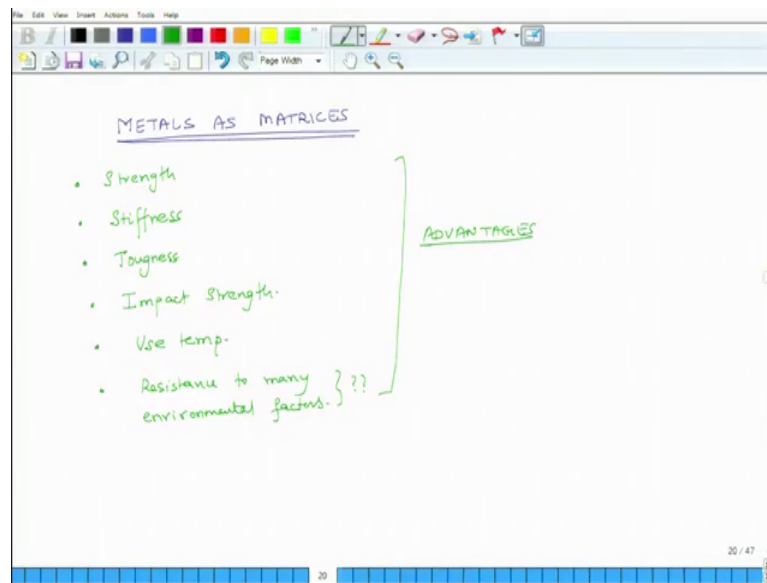 File Edit View Insert Actions Tools Help
B I
Page Width
METALS AS MATRICES
• Strength
• Stiffness
• Tougness
• Impact Strength.
• Use temp.
• Resistance to many } ??
environmental factors.
ADVANTAGES
20 / 47
20